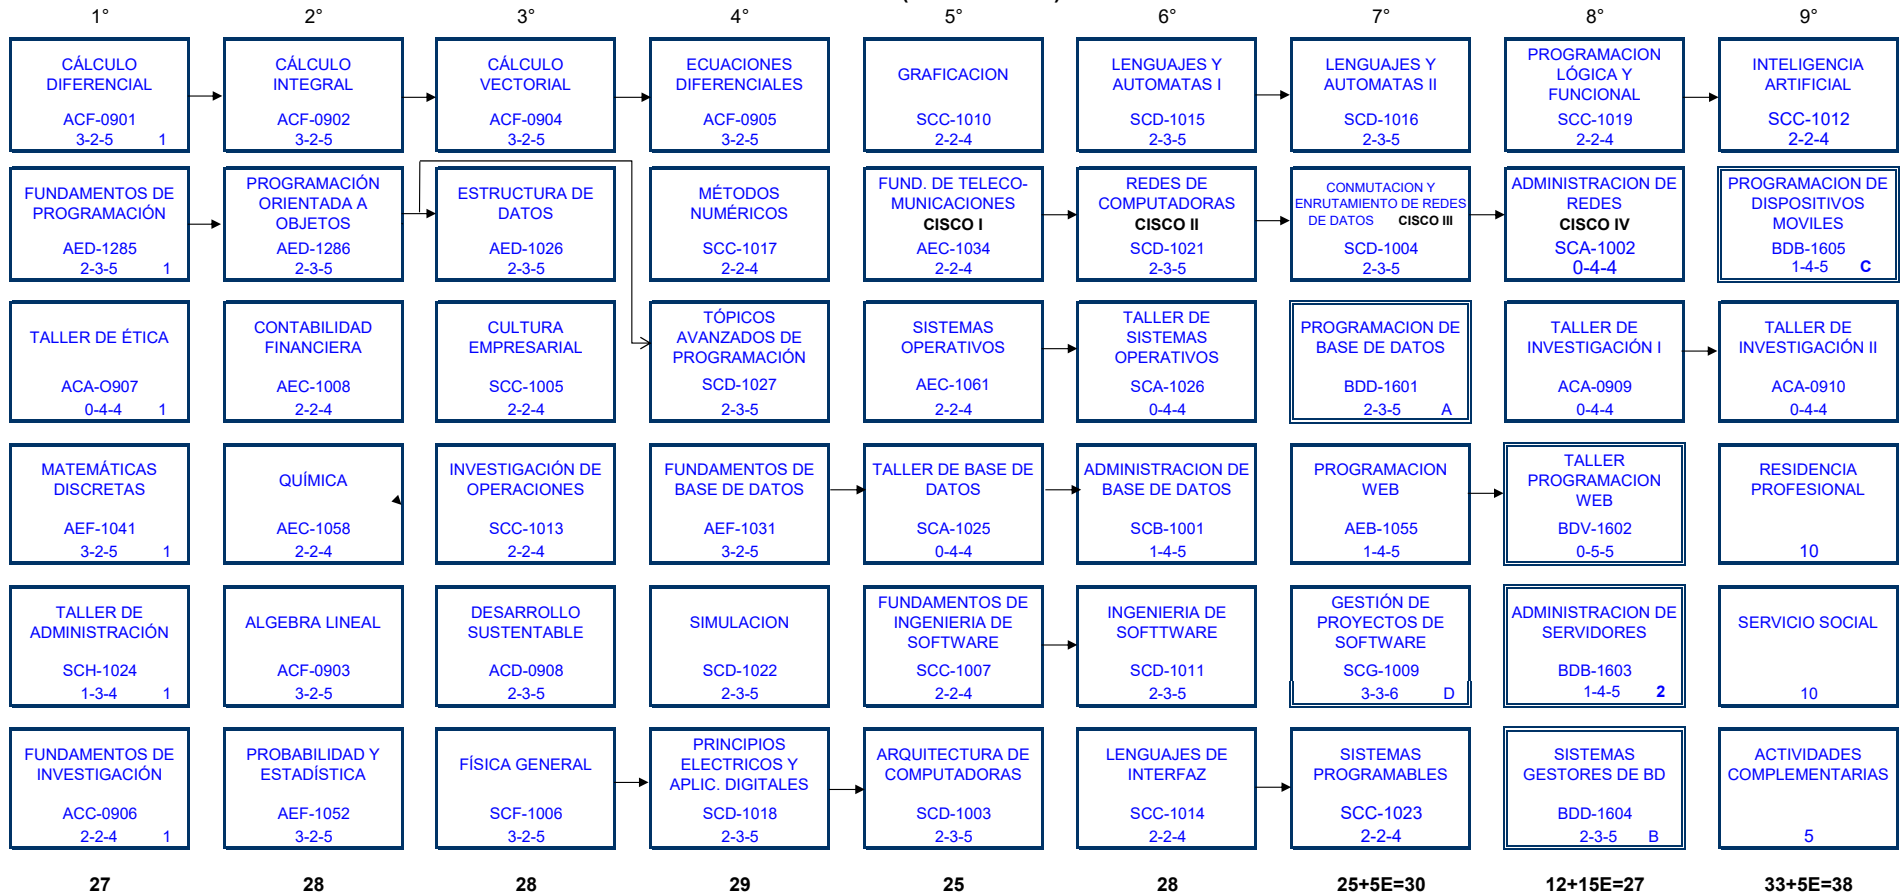 1° 2° 3° 4° 5° 6° 7° 8° 9°
CÁLCULO
DIFERENCIAL
ACF-0901
3-2-5 1
CÁLCULO
INTEGRAL
ACF-0902
3-2-5
CÁLCULO
VECTORIAL
ACF-0904
3-2-5
ECUACIONES
DIFERENCIALES
ACF-0905
3-2-5
GRAFICACION
SCC-1010
2-2-4
LENGUAJES Y
AUTOMATAS I
SCD-1015
2-3-5
LENGUAJES Y
AUTOMATAS II
SCD-1016
2-3-5
PROGRAMACION
LÓGICA Y
FUNCIONAL
SCC-1019
2-2-4
INTELIGENCIA
ARTIFICIAL
SCC-1012
2-2-4
FUNDAMENTOS DE
PROGRAMACIÓN
AED-1285
2-3-5 1
PROGRAMACIÓN
ORIENTADA A
OBJETOS
AED-1286
2-3-5
ESTRUCTURA DE
DATOS
AED-1026
2-3-5
MÉTODOS
NUMÉRICOS
SCC-1017
2-2-4
FUND. DE TELECO-
MUNICACIONES
CISCO I
AEC-1034
2-2-4
REDES DE
COMPUTADORAS
CISCO II
SCD-1021
2-3-5
CONMUTACION Y
ENRUTAMIENTO DE REDES
DE DATOS CISCO III
SCD-1004
2-3-5
ADMINISTRACION DE
REDES
CISCO IV
SCA-1002
0-4-4
PROGRAMACION DE
DISPOSITIVOS
MOVILES
BDB-1605
1-4-5 C
TALLER DE ÉTICA
ACA-O907
0-4-4 1
CONTABILIDAD
FINANCIERA
AEC-1008
2-2-4
CULTURA
EMPRESARIAL
SCC-1005
2-2-4
TÓPICOS
AVANZADOS DE
PROGRAMACIÓN
SCD-1027
2-3-5
SISTEMAS
OPERATIVOS
AEC-1061
2-2-4
TALLER DE
SISTEMAS
OPERATIVOS
SCA-1026
0-4-4
PROGRAMACION DE
BASE DE DATOS
BDD-1601
2-3-5 A
TALLER DE
INVESTIGACIÓN I
ACA-0909
0-4-4
TALLER DE
INVESTIGACIÓN II
ACA-0910
0-4-4
MATEMÁTICAS
DISCRETAS
AEF-1041
3-2-5 1
QUÍMICA
AEC-1058
2-2-4
INVESTIGACIÓN DE
OPERACIONES
SCC-1013
2-2-4
FUNDAMENTOS DE
BASE DE DATOS
AEF-1031
3-2-5
TALLER DE BASE DE
DATOS
SCA-1025
0-4-4
ADMINISTRACION DE
BASE DE DATOS
SCB-1001
1-4-5
PROGRAMACION
WEB
AEB-1055
1-4-5
TALLER
PROGRAMACION
WEB
BDV-1602
0-5-5
RESIDENCIA
PROFESIONAL
10
TALLER DE
ADMINISTRACIÓN
SCH-1024
1-3-4 1
ALGEBRA LINEAL
ACF-0903
3-2-5
DESARROLLO
SUSTENTABLE
ACD-0908
2-3-5
SIMULACION
SCD-1022
2-3-5
FUNDAMENTOS DE
INGENIERIA DE
SOFTWARE
SCC-1007
2-2-4
INGENIERIA DE
SOFTTWARE
SCD-1011
2-3-5
GESTIÓN DE
PROYECTOS DE
SOFTWARE
SCG-1009
3-3-6 D
ADMINISTRACION DE
SERVIDORES
BDB-1603
1-4-5 2
SERVICIO SOCIAL
10
FUNDAMENTOS DE
INVESTIGACIÓN
ACC-0906
2-2-4 1
PROBABILIDAD Y
ESTADÍSTICA
AEF-1052
3-2-5
FÍSICA GENERAL
SCF-1006
3-2-5
PRINCIPIOS
ELECTRICOS Y
APLIC. DIGITALES
SCD-1018
2-3-5
ARQUITECTURA DE
COMPUTADORAS
SCD-1003
2-3-5
LENGUAJES DE
INTERFAZ
SCC-1014
2-2-4
SISTEMAS
PROGRAMABLES
SCC-1023
2-2-4
SISTEMAS
GESTORES DE BD
BDD-1604
2-3-5 B
ACTIVIDADES
COMPLEMENTARIAS
5
27 28 28 29 25 28 25+5E=30 12+15E=27 33+5E=38